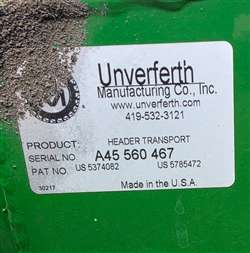 Unverferth
Manufacturing Co., Inc.
www.unverferth.com
419-532-3121
PRODUCT: HEADER TRANSPORT
SERIAL NO A45 560 467
PAT NO. US 5374082 US 5785472
30217 Made in the U.S.A.